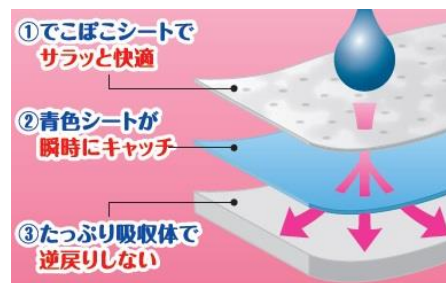 ①でこぼこシートで
サラッと快適
②青色シートが
瞬時にキャッチ
③たっぷり吸収体で
逆戻りしない